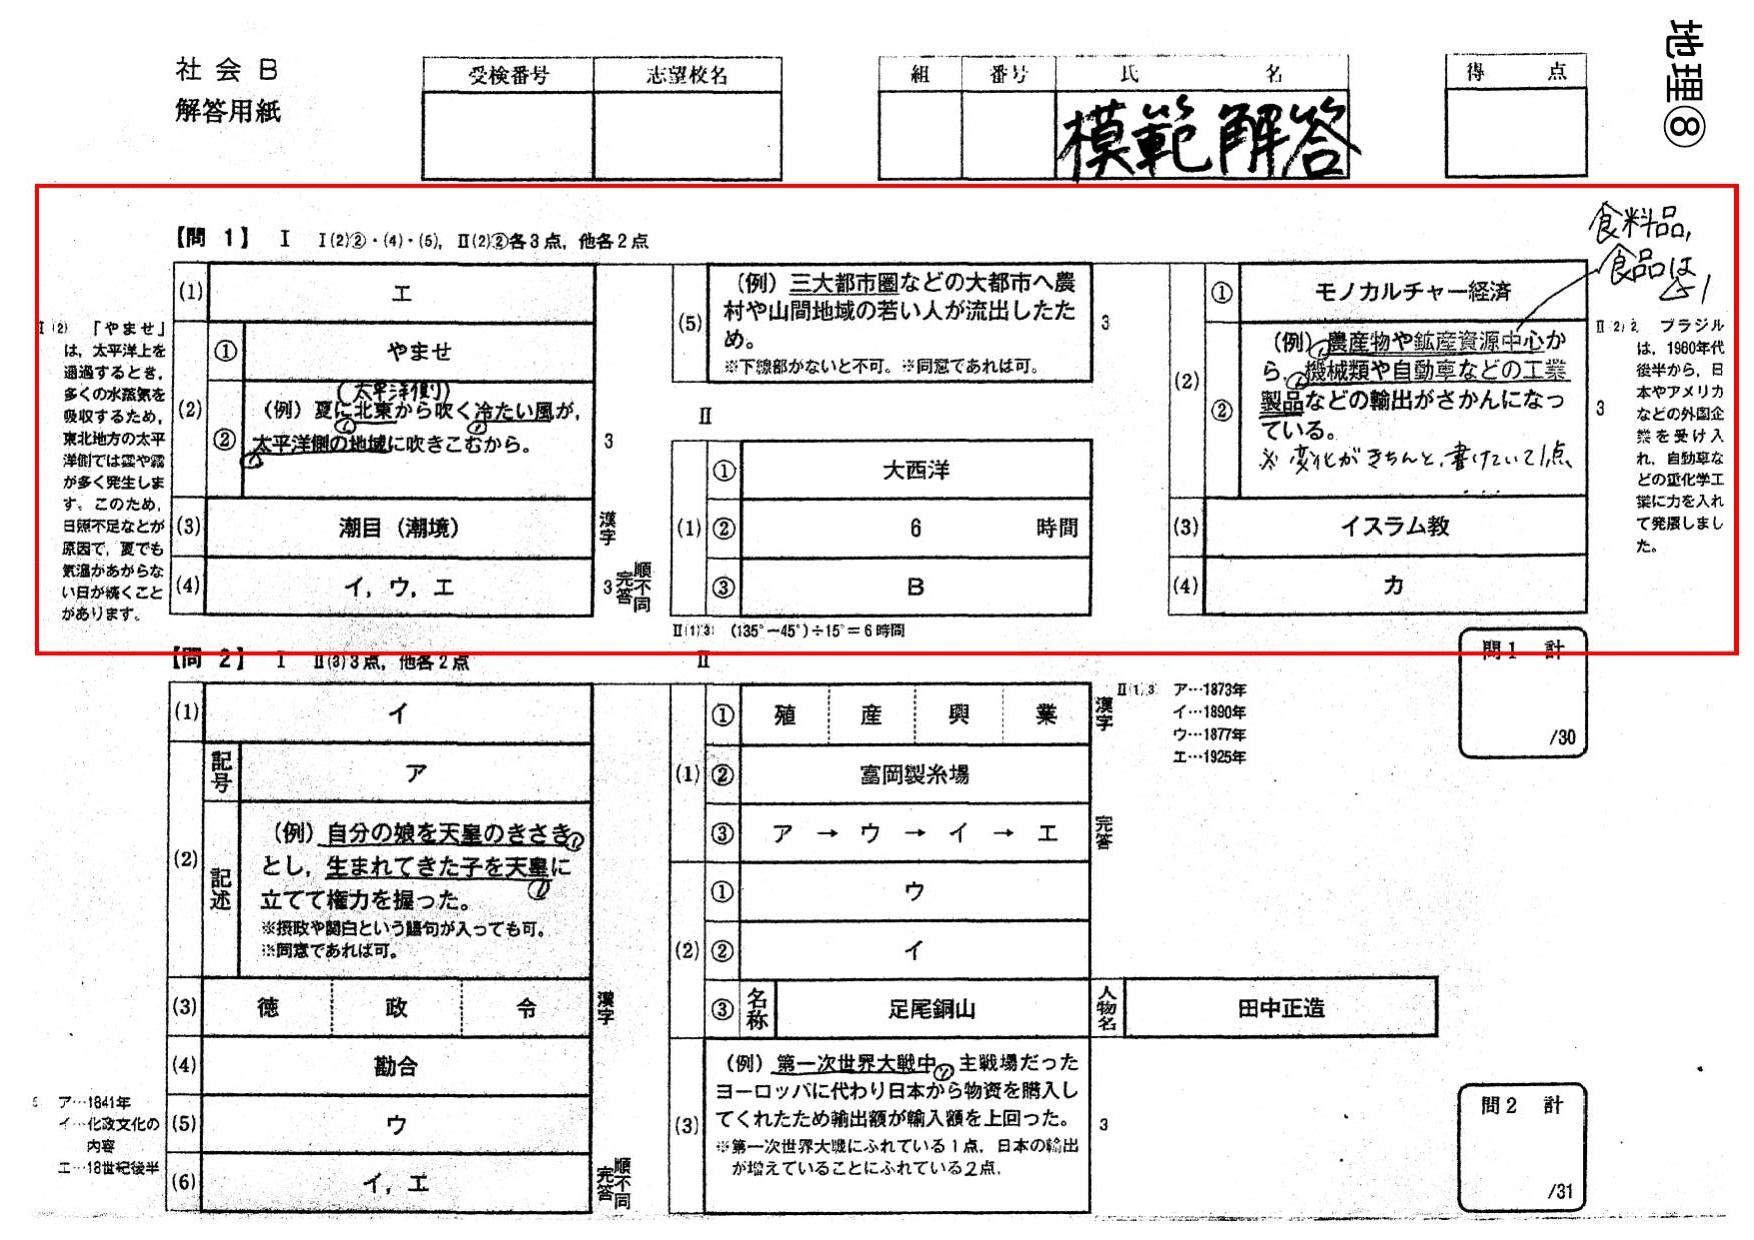 地理⑧
社会B
解答用紙
受検番号 志望校名
組 番号 氏 名
模範解答
得 点
【問 1】 Ⅰ Ⅰ(2)②・(4)・(5), Ⅱ(2)②各3点, 他各2点
(1) エ
(2) ① やませ
(太平洋側)
② (例) 夏に北東から吹く冷たい風が,
太平洋側の地域に吹きこむから。
3
(3) 潮目 (潮境)
漢字
(4) イ, ウ, エ
3 完答 順不同
Ⅰ(2) 「やませ」
は, 太平洋上を
通過するとき,
多くの水蒸気を
吸収するため,
東北地方の太平
洋側では雲や霧
が多く発生しま
す。このため,
日照不足などが
原因で, 夏でも
気温があがらな
い日が続くこと
があります。
(5) (例) 三大都市圏などの大都市へ農
村や山間地域の若い人が流出したた
め。
※下線部がないと不可。※同意であれば可。
3
Ⅱ
(1) ① 大西洋
② 6 時間
③ B
Ⅱ(1)3 (135°−45°)÷15°=6時間
(2) ① モノカルチャー経済
食料品,
食品は
② (例) ①農産物や鉱産資源中心か
ら, ②機械類や自動車などの工業
製品などの輸出がさかんになっ
ている。
※ 変化がきちんと書けていて1点、
3
(3) イスラム教
(4) カ
Ⅱ(2)2 ブラジル
は, 1980年代
後半から, 日
本やアメリカ
などの外国企
業を受け入
れ, 自動車な
どの重化学工
業に力を入れ
て発展しまし
た。
問1 計
/30
【問 2】 Ⅰ Ⅱ(3)3点, 他各2点
(1) イ
(2) 記号 ア
記述 (例) 自分の娘を天皇のきさき①
とし, 生まれてきた子を天皇に
①
立てて権力を握った。
※摂政や関白という語句が入っても可。
※同意であれば可。
(3) 徳 政 令
漢字
(4) 勘合
(5) ウ
(6) イ, エ
完答 順不同
5 ア…1841年
イ…化政文化の
内容
エ…18世紀後半
Ⅱ
(1) ① 殖 産 興 業
漢字
② 富岡製糸場
③ ア → ウ → イ → エ
完答
Ⅱ(1)3 ア…1873年
イ…1890年
ウ…1877年
エ…1925年
(2) ① ウ
② イ
③ 名称 足尾銅山 人物名 田中正造
(3) (例) 第一次世界大戦中, ①主戦場だった
ヨーロッパに代わり日本から物資を購入し
てくれたため輸出額が輸入額を上回った。
※第一次世界大戦にふれている1点, 日本の輸出
が増えていることにふれている2点.
3
問2 計
/31